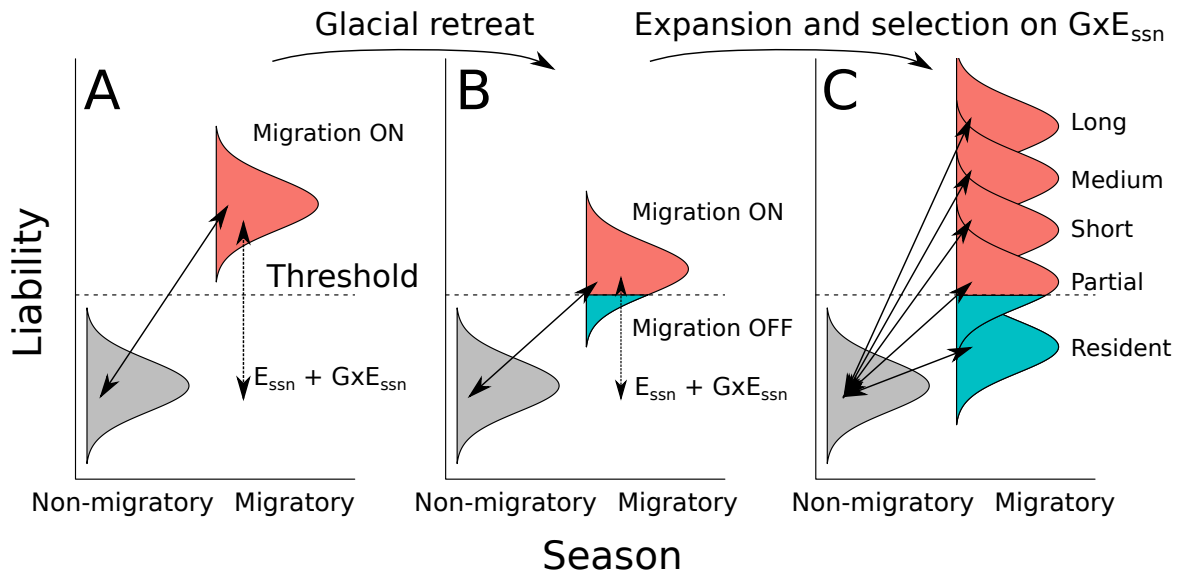 Glacial retreat
Expansion and selection on GxEssn
A
B
C
Liability
Migration ON
Threshold
Essn + GxEssn
Migration ON
Migration OFF
Essn + GxEssn
Long
Medium
Short
Partial
Resident
Non-migratory Migratory
Non-migratory Migratory
Non-migratory Migratory
Season